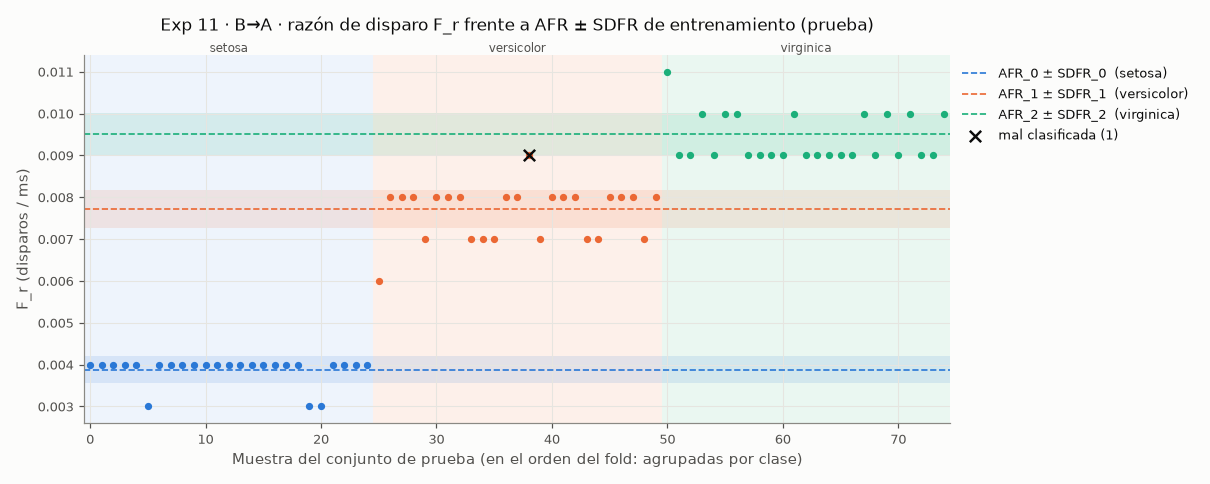 Exp 11 · B→A · razón de disparo F_r frente a AFR ± SDFR de entrenamiento (prueba)
setosa versicolor virginica
AFR_0 ± SDFR_0 (setosa)
AFR_1 ± SDFR_1 (versicolor)
AFR_2 ± SDFR_2 (virginica)
mal clasificada (1)
F_r (disparos / ms)
0.011
0.010
0.009
0.008
0.007
0.006
0.005
0.004
0.003
0 10 20 30 40 50 60 70
Muestra del conjunto de prueba (en el orden del fold: agrupadas por clase)